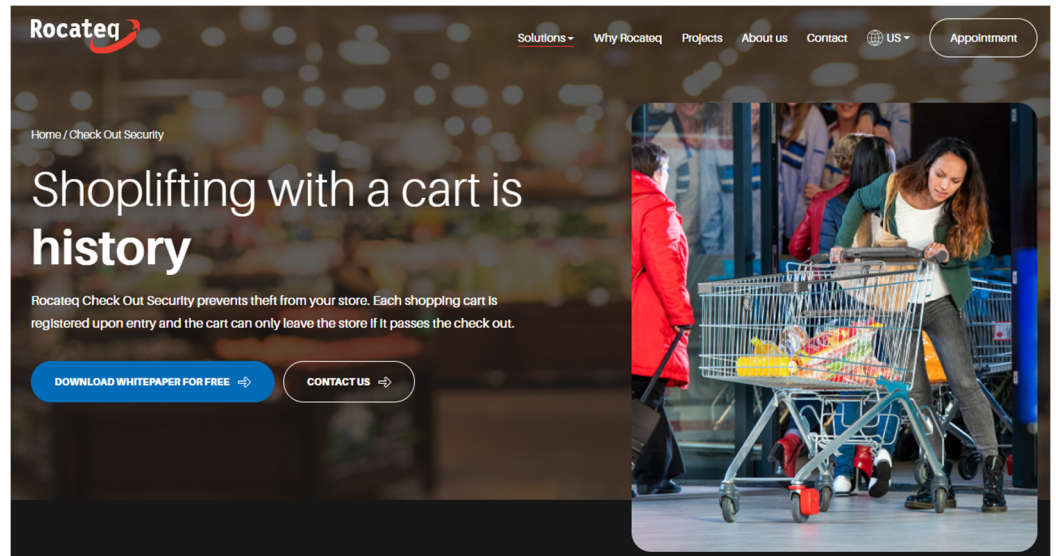 Rocateq
Solutions
Why Rocateq
Projects
About us
Contact
US
Appointment
Home / Check Out Security
Shoplifting with a cart is
history
Rocateq Check Out Security prevents theft from your store. Each shopping cart is
registered upon entry and the cart can only leave the store if it passes the check out.
DOWNLOAD WHITEPAPER FOR FREE
CONTACT US